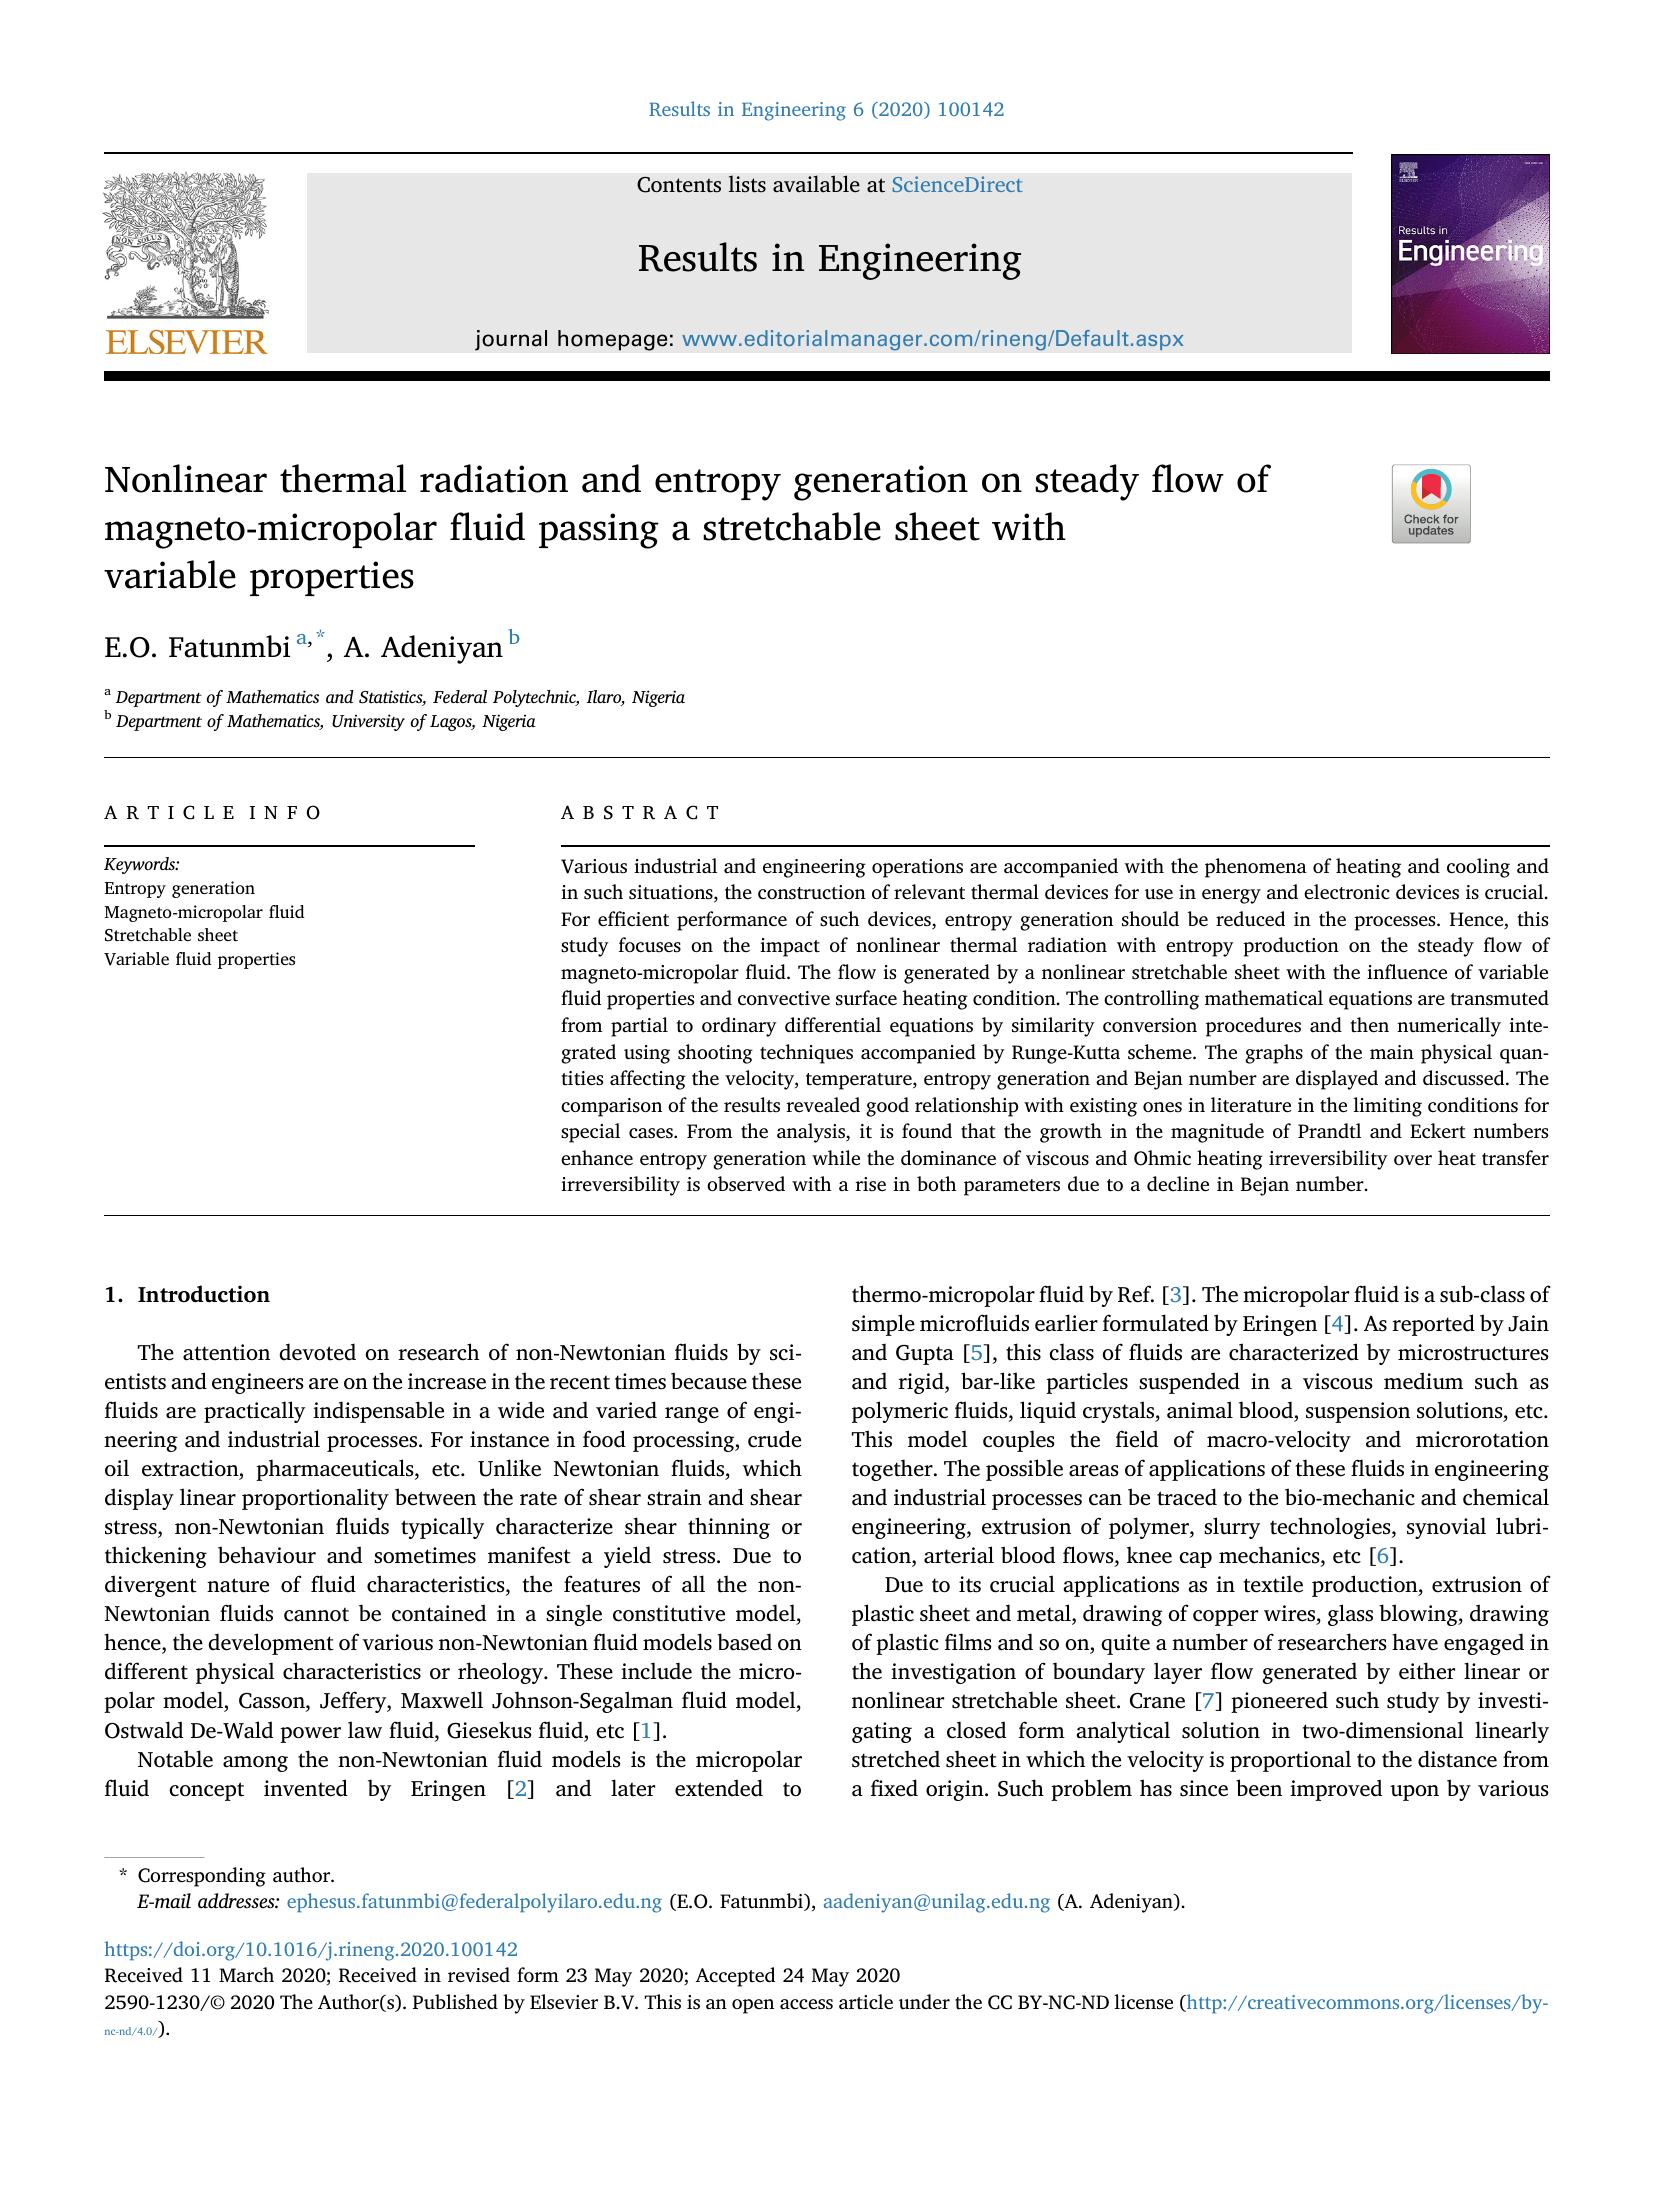 Results in Engineering 6 (2020) 100142
Contents lists available at ScienceDirect
Results in Engineering
journal homepage: www.editorialmanager.com/rineng/Default.aspx
NON SOLUS
ELSEVIER
ELSEVIER
Results in
Engineering
Nonlinear thermal radiation and entropy generation on steady flow of
magneto-micropolar fluid passing a stretchable sheet with
variable properties
Check for
updates
E.O. Fatunmbi a,*, A. Adeniyan b
a Department of Mathematics and Statistics, Federal Polytechnic, Ilaro, Nigeria
b Department of Mathematics, University of Lagos, Nigeria
ARTICLE INFO
Keywords:
Entropy generation
Magneto-micropolar fluid
Stretchable sheet
Variable fluid properties
ABSTRACT
Various industrial and engineering operations are accompanied with the phenomena of heating and cooling and
in such situations, the construction of relevant thermal devices for use in energy and electronic devices is crucial.
For efficient performance of such devices, entropy generation should be reduced in the processes. Hence, this
study focuses on the impact of nonlinear thermal radiation with entropy production on the steady flow of
magneto-micropolar fluid. The flow is generated by a nonlinear stretchable sheet with the influence of variable
fluid properties and convective surface heating condition. The controlling mathematical equations are transmuted
from partial to ordinary differential equations by similarity conversion procedures and then numerically inte-
grated using shooting techniques accompanied by Runge-Kutta scheme. The graphs of the main physical quan-
tities affecting the velocity, temperature, entropy generation and Bejan number are displayed and discussed. The
comparison of the results revealed good relationship with existing ones in literature in the limiting conditions for
special cases. From the analysis, it is found that the growth in the magnitude of Prandtl and Eckert numbers
enhance entropy generation while the dominance of viscous and Ohmic heating irreversibility over heat transfer
irreversibility is observed with a rise in both parameters due to a decline in Bejan number.
1. Introduction
The attention devoted on research of non-Newtonian fluids by sci-
entists and engineers are on the increase in the recent times because these
fluids are practically indispensable in a wide and varied range of engi-
neering and industrial processes. For instance in food processing, crude
oil extraction, pharmaceuticals, etc. Unlike Newtonian fluids, which
display linear proportionality between the rate of shear strain and shear
stress, non-Newtonian fluids typically characterize shear thinning or
thickening behaviour and sometimes manifest a yield stress. Due to
divergent nature of fluid characteristics, the features of all the non-
Newtonian fluids cannot be contained in a single constitutive model,
hence, the development of various non-Newtonian fluid models based on
different physical characteristics or rheology. These include the micro-
polar model, Casson, Jeffery, Maxwell Johnson-Segalman fluid model,
Ostwald De-Wald power law fluid, Giesekus fluid, etc [1].
Notable among the non-Newtonian fluid models is the micropolar
fluid concept invented by Eringen [2] and later extended to
thermo-micropolar fluid by Ref. [3]. The micropolar fluid is a sub-class of
simple microfluids earlier formulated by Eringen [4]. As reported by Jain
and Gupta [5], this class of fluids are characterized by microstructures
and rigid, bar-like particles suspended in a viscous medium such as
polymeric fluids, liquid crystals, animal blood, suspension solutions, etc.
This model couples the field of macro-velocity and microrotation
together. The possible areas of applications of these fluids in engineering
and industrial processes can be traced to the bio-mechanic and chemical
engineering, extrusion of polymer, slurry technologies, synovial lubri-
cation, arterial blood flows, knee cap mechanics, etc [6].
Due to its crucial applications as in textile production, extrusion of
plastic sheet and metal, drawing of copper wires, glass blowing, drawing
of plastic films and so on, quite a number of researchers have engaged in
the investigation of boundary layer flow generated by either linear or
nonlinear stretchable sheet. Crane [7] pioneered such study by investi-
gating a closed form analytical solution in two-dimensional linearly
stretched sheet in which the velocity is proportional to the distance from
a fixed origin. Such problem has since been improved upon by various
* Corresponding author.
E-mail addresses: ephesus.fatunmbi@federalpolyilaro.edu.ng (E.O. Fatunmbi), aadeniyan@unilag.edu.ng (A. Adeniyan).
https://doi.org/10.1016/j.rineng.2020.100142
Received 11 March 2020; Received in revised form 23 May 2020; Accepted 24 May 2020
2590-1230/© 2020 The Author(s). Published by Elsevier B.V. This is an open access article under the CC BY-NC-ND license (http://creativecommons.org/licenses/by-
nc-nd/4.0/).